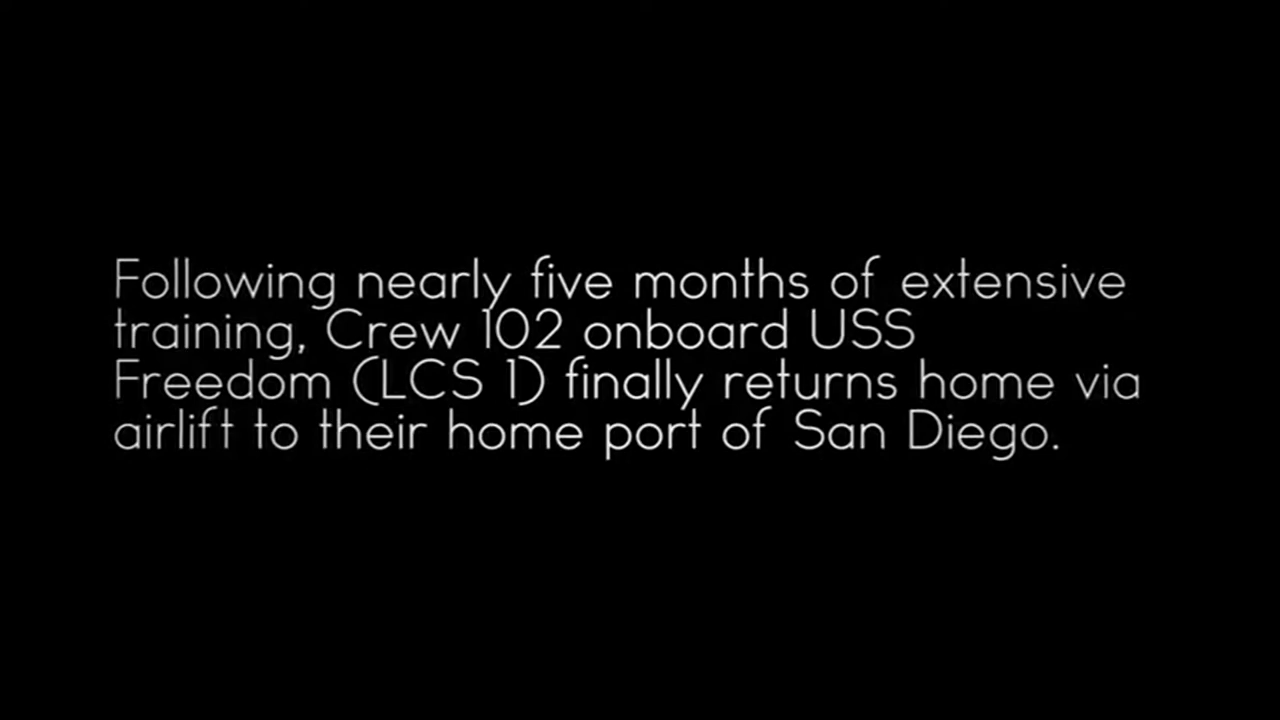 Following nearly five months of extensive
training, Crew 102 onboard USS
Freedom (LCS 1) finally returns home via
airlift to their home port of San Diego.